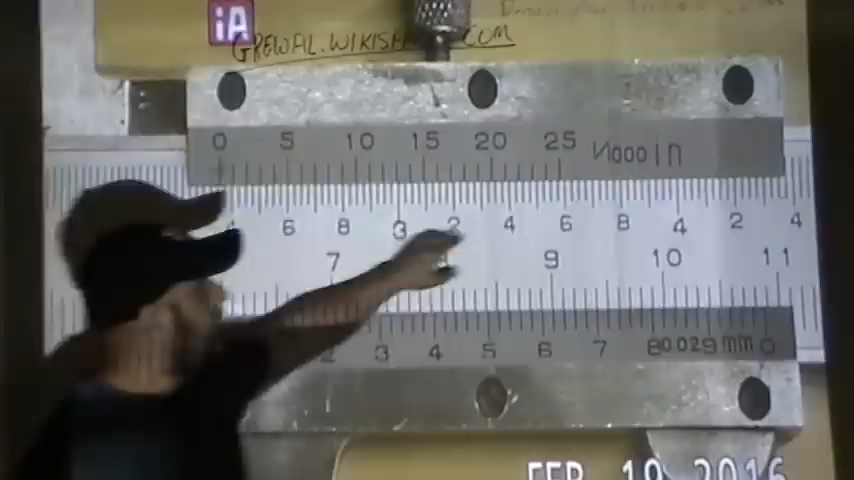 iA
GREWAL.WIKIS COM
0 5 10 15 20 25 1/1000 IN
6 8 3 2 4 6 8 4 2 4
7 9 10 11
2 3 4 5 6 7 8 0.029 mm 0
FEB 19 2016